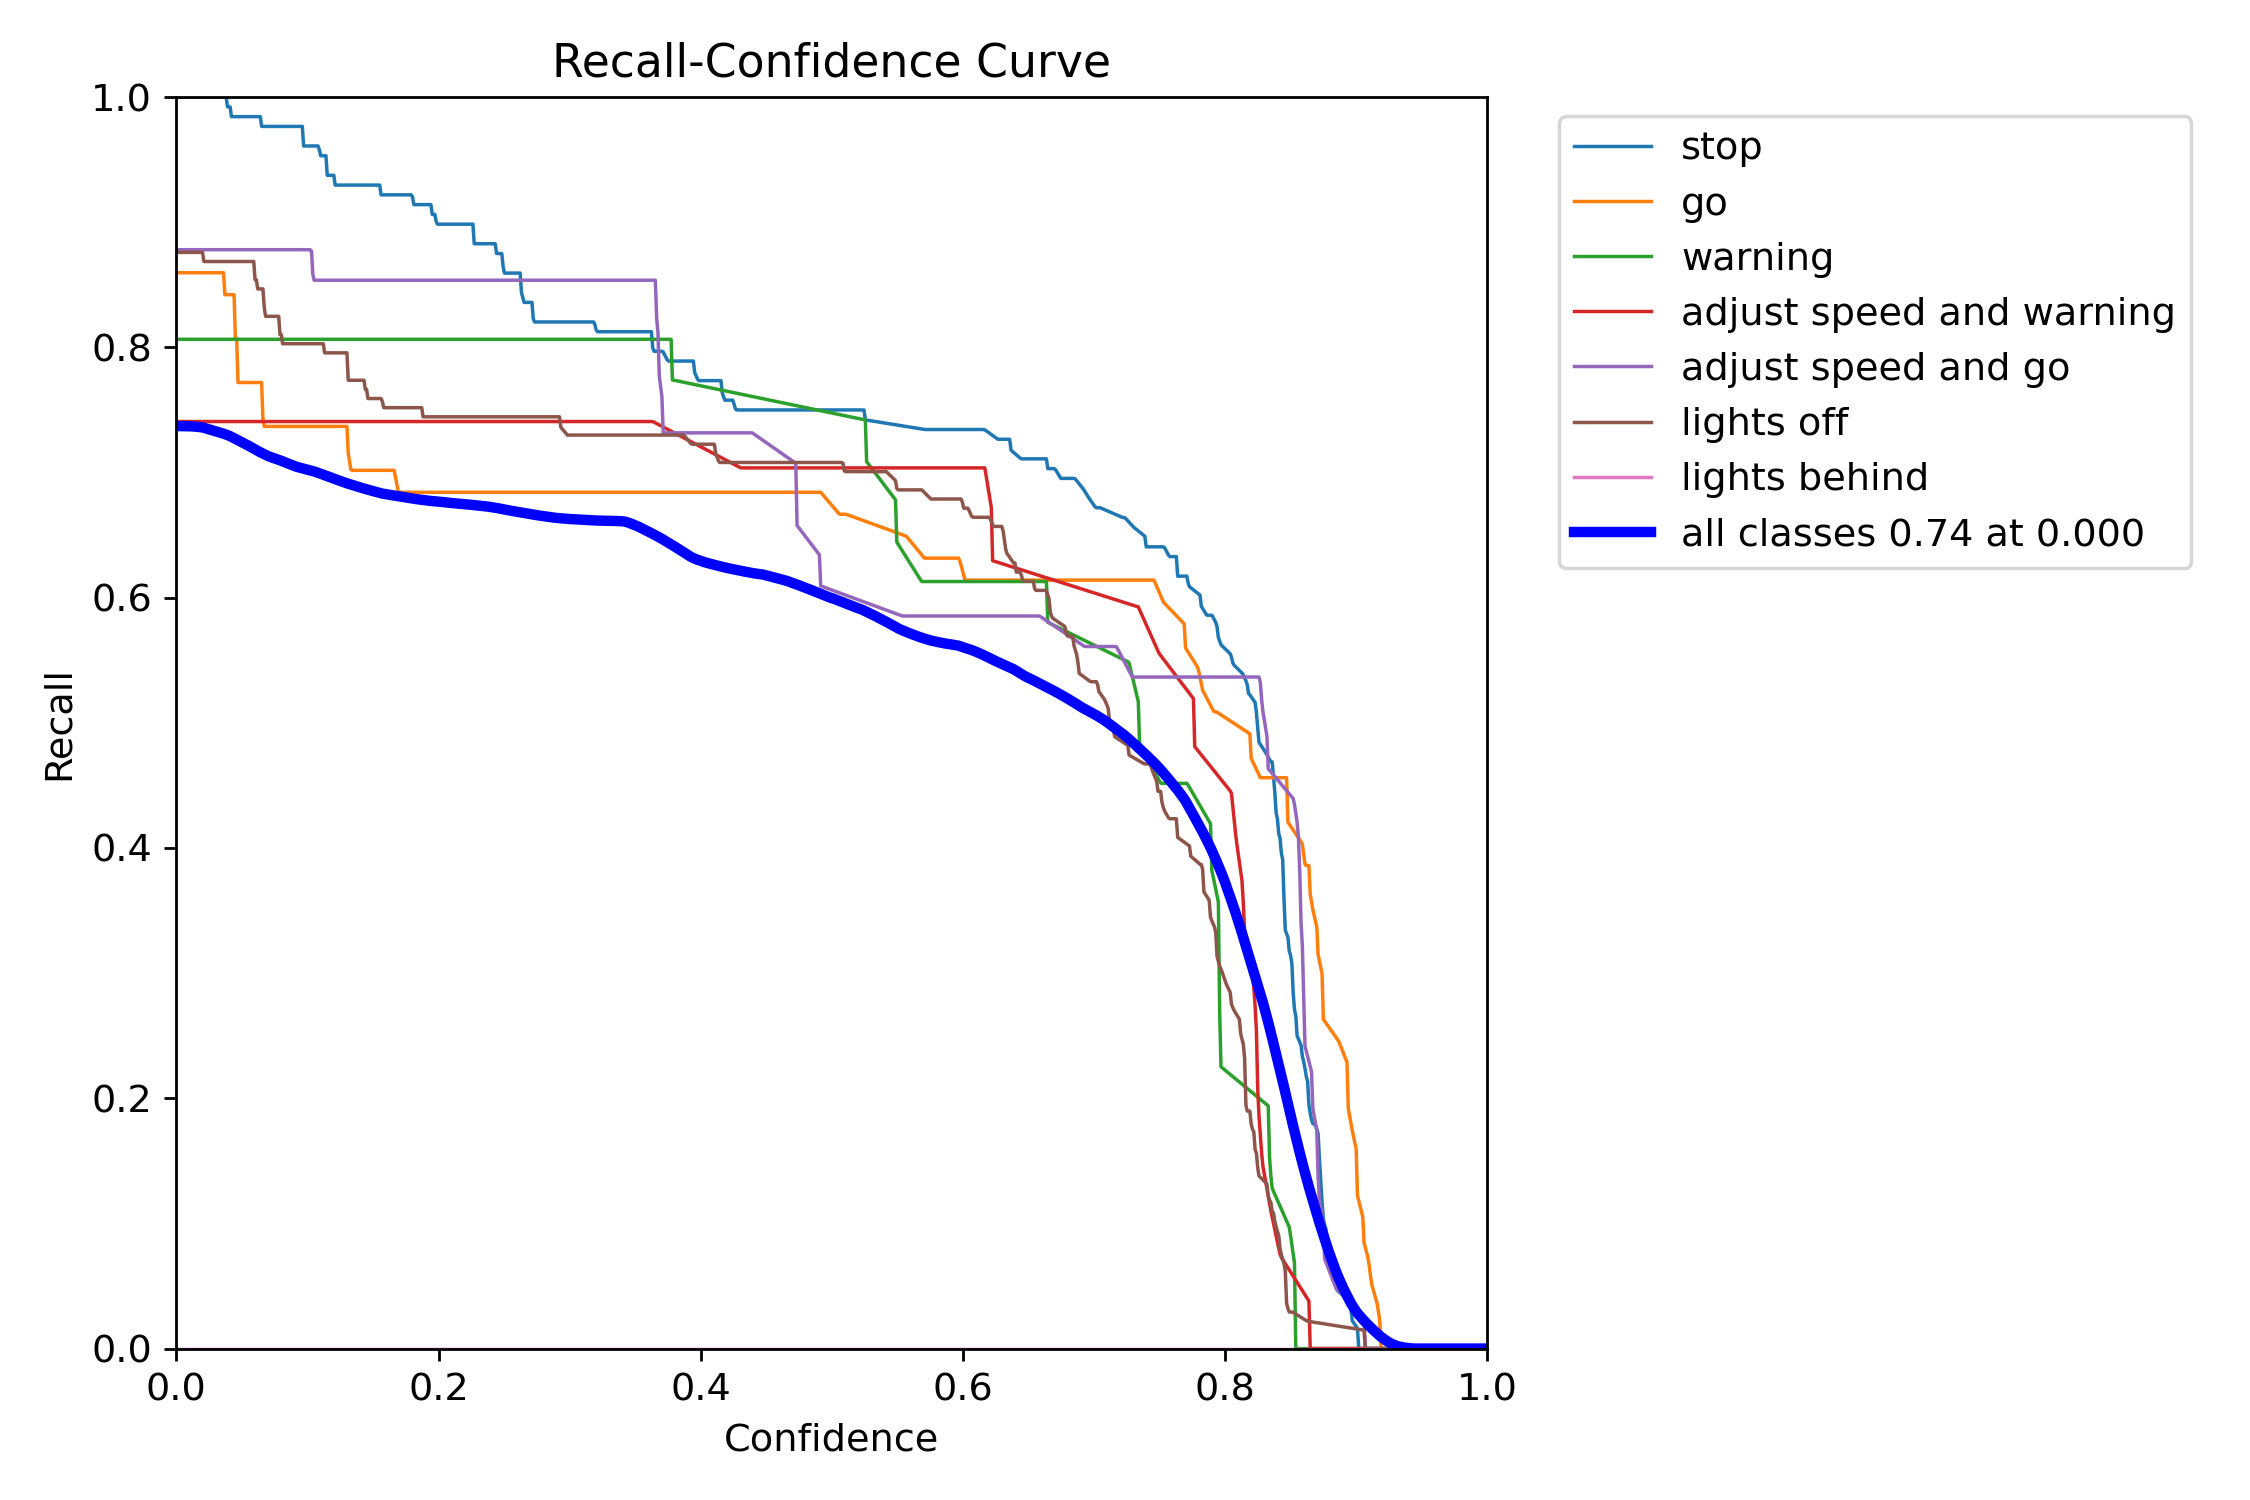 Recall-Confidence Curve
1.0
0.8
0.6
0.4
0.2
0.0
Recall
0.0 0.2 0.4 0.6 0.8 1.0
Confidence
stop
go
warning
adjust speed and warning
adjust speed and go
lights off
lights behind
all classes 0.74 at 0.000